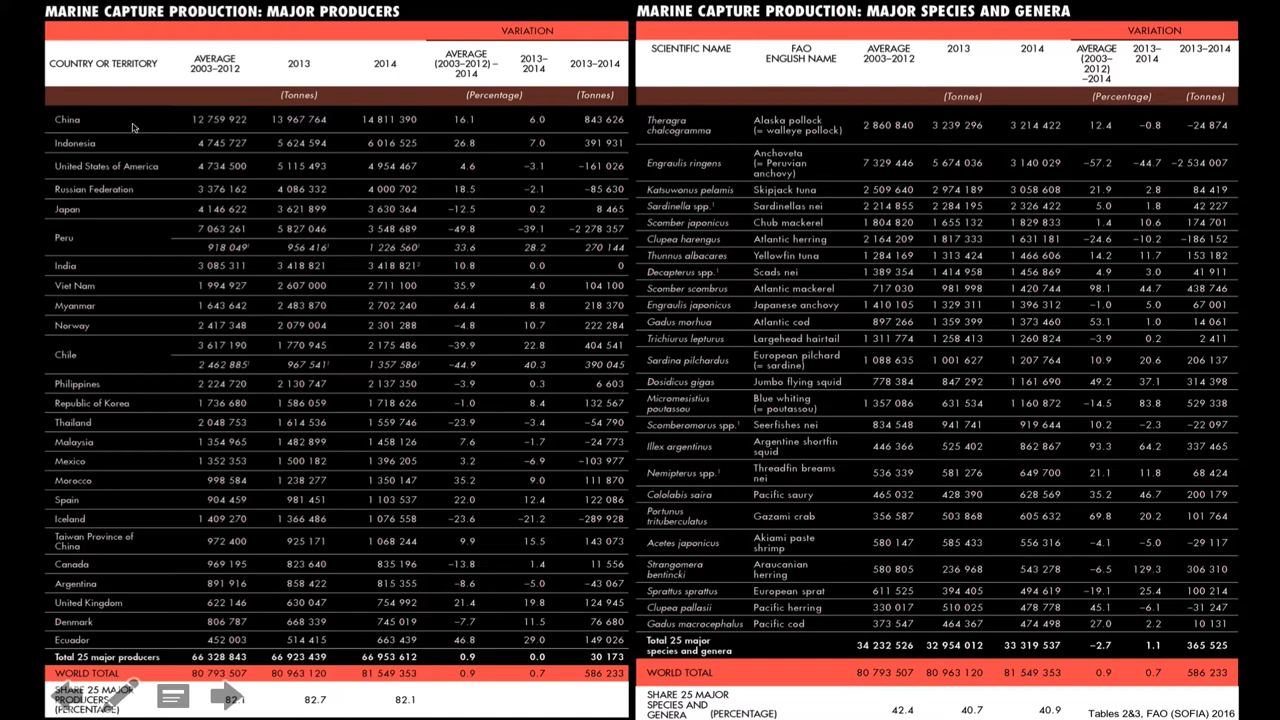 MARINE CAPTURE PRODUCTION: MAJOR PRODUCERS
VARIATION
COUNTRY OR TERRITORY AVERAGE 2003–2012 2013 2014 AVERAGE (2003–2012) – 2014 2013– 2014 2013–2014
(Tonnes) (Percentage) (Tonnes)
China 12 759 922 13 967 764 14 811 390 16.1 6.0 843 626
Indonesia 4 745 727 5 624 594 6 016 525 26.8 7.0 391 931
United States of America 4 734 500 5 115 493 4 954 467 4.6 –3.1 –161 026
Russian Federation 3 376 162 4 086 332 4 000 702 18.5 –2.1 –85 630
Japan 4 146 622 3 621 899 3 630 364 –12.5 0.2 8 465
Peru 7 063 261 5 827 046 3 548 689 –49.8 –39.1 –2 278 357
918 049¹ 956 416¹ 1 226 560¹ 33.6 28.2 270 144
India 3 085 311 3 418 821 3 418 821² 10.8 0.0 0
Viet Nam 1 994 927 2 607 000 2 711 100 35.9 4.0 104 100
Myanmar 1 643 642 2 483 870 2 702 240 64.4 8.8 218 370
Norway 2 417 348 2 079 004 2 301 288 –4.8 10.7 222 284
Chile 3 617 190 1 770 945 2 175 486 –39.9 22.8 404 541
2 462 885¹ 967 541¹ 1 357 586¹ –44.9 40.3 390 045
Philippines 2 224 720 2 130 747 2 137 350 –3.9 0.3 6 603
Republic of Korea 1 736 680 1 586 059 1 718 626 –1.0 8.4 132 567
Thailand 2 048 753 1 614 536 1 559 746 –23.9 –3.4 –54 790
Malaysia 1 354 965 1 482 899 1 458 126 7.6 –1.7 –24 773
Mexico 1 352 353 1 500 182 1 396 205 3.2 –6.9 –103 977
Morocco 998 584 1 238 277 1 350 147 35.2 9.0 111 870
Spain 904 459 981 451 1 103 537 22.0 12.4 122 086
Iceland 1 409 270 1 366 486 1 076 558 –23.6 –21.2 –289 928
Taiwan Province of China 972 400 925 171 1 068 244 9.9 15.5 143 073
Canada 969 195 823 640 835 196 –13.8 1.4 11 556
Argentina 891 916 858 422 815 355 –8.6 –5.0 –43 067
United Kingdom 622 146 630 047 754 992 21.4 19.8 124 945
Denmark 806 787 668 339 745 019 –7.7 11.5 76 680
Ecuador 452 003 514 415 663 439 46.8 29.0 149 026
Total 25 major producers 66 328 843 66 923 439 66 953 612 0.9 0.0 30 173
WORLD TOTAL 80 793 507 80 963 120 81 549 353 0.9 0.7 586 233
SHARE 25 MAJOR PRODUCERS (PERCENTAGE) 82.1 82.7 82.1
MARINE CAPTURE PRODUCTION: MAJOR SPECIES AND GENERA
VARIATION
SCIENTIFIC NAME FAO ENGLISH NAME AVERAGE 2003–2012 2013 2014 AVERAGE (2003– 2012) –2014 2013– 2014 2013–2014
(Tonnes) (Percentage) (Tonnes)
Theragra chalcogramma Alaska pollock (= walleye pollock) 2 860 840 3 239 296 3 214 422 12.4 –0.8 –24 874
Engraulis ringens Anchoveta (= Peruvian anchovy) 7 329 446 5 674 036 3 140 029 –57.2 –44.7 –2 534 007
Katsuwonus pelamis Skipjack tuna 2 509 640 2 974 189 3 058 608 21.9 2.8 84 419
Sardinella spp.¹ Sardinellas nei 2 214 855 2 284 195 2 326 422 5.0 1.8 42 227
Scomber japonicus Chub mackerel 1 804 820 1 655 132 1 829 833 1.4 10.6 174 701
Clupea harengus Atlantic herring 2 164 209 1 817 333 1 631 181 –24.6 –10.2 –186 152
Thunnus albacares Yellowfin tuna 1 284 169 1 313 424 1 466 606 14.2 11.7 153 182
Decapterus spp.¹ Scads nei 1 389 354 1 414 958 1 456 869 4.9 3.0 41 911
Scomber scombrus Atlantic mackerel 717 030 981 998 1 420 744 98.1 44.7 438 746
Engraulis japonicus Japanese anchovy 1 410 105 1 329 311 1 396 312 –1.0 5.0 67 001
Gadus morhua Atlantic cod 897 266 1 359 399 1 373 460 53.1 1.0 14 061
Trichiurus lepturus Largehead hairtail 1 311 774 1 258 413 1 260 824 –3.9 0.2 2 411
Sardina pilchardus European pilchard (= sardine) 1 088 635 1 001 627 1 207 764 10.9 20.6 206 137
Dosidicus gigas Jumbo flying squid 778 384 847 292 1 161 690 49.2 37.1 314 398
Micromesistius poutassou Blue whiting (= poutassou) 1 357 086 631 534 1 160 872 –14.5 83.8 529 338
Scomberomorus spp.¹ Seerfishes nei 834 548 941 741 919 644 10.2 –2.3 –22 097
Illex argentinus Argentine shortfin squid 446 366 525 402 862 867 93.3 64.2 337 465
Nemipterus spp.¹ Threadfin breams nei 536 339 581 276 649 700 21.1 11.8 68 424
Cololabis saira Pacific saury 465 032 428 390 628 569 35.2 46.7 200 179
Portunus trituberculatus Gazami crab 356 587 503 868 605 632 69.8 20.2 101 764
Acetes japonicus Akiami paste shrimp 580 147 585 433 556 316 –4.1 –5.0 –29 117
Strangomera bentincki Araucanian herring 580 805 236 968 543 278 –6.5 129.3 306 310
Sprattus sprattus European sprat 611 525 394 405 494 619 –19.1 25.4 100 214
Clupea pallasii Pacific herring 330 017 510 025 478 778 45.1 –6.1 –31 247
Gadus macrocephalus Pacific cod 373 547 464 367 474 498 27.0 2.2 10 131
Total 25 major species and genera 34 232 526 32 954 012 33 319 537 –2.7 1.1 365 525
WORLD TOTAL 80 793 507 80 963 120 81 549 353 0.9 0.7 586 233
SHARE 25 MAJOR SPECIES AND GENERA (PERCENTAGE) 42.4 40.7 40.9
Tables 2&3, FAO (SOFIA) 2016